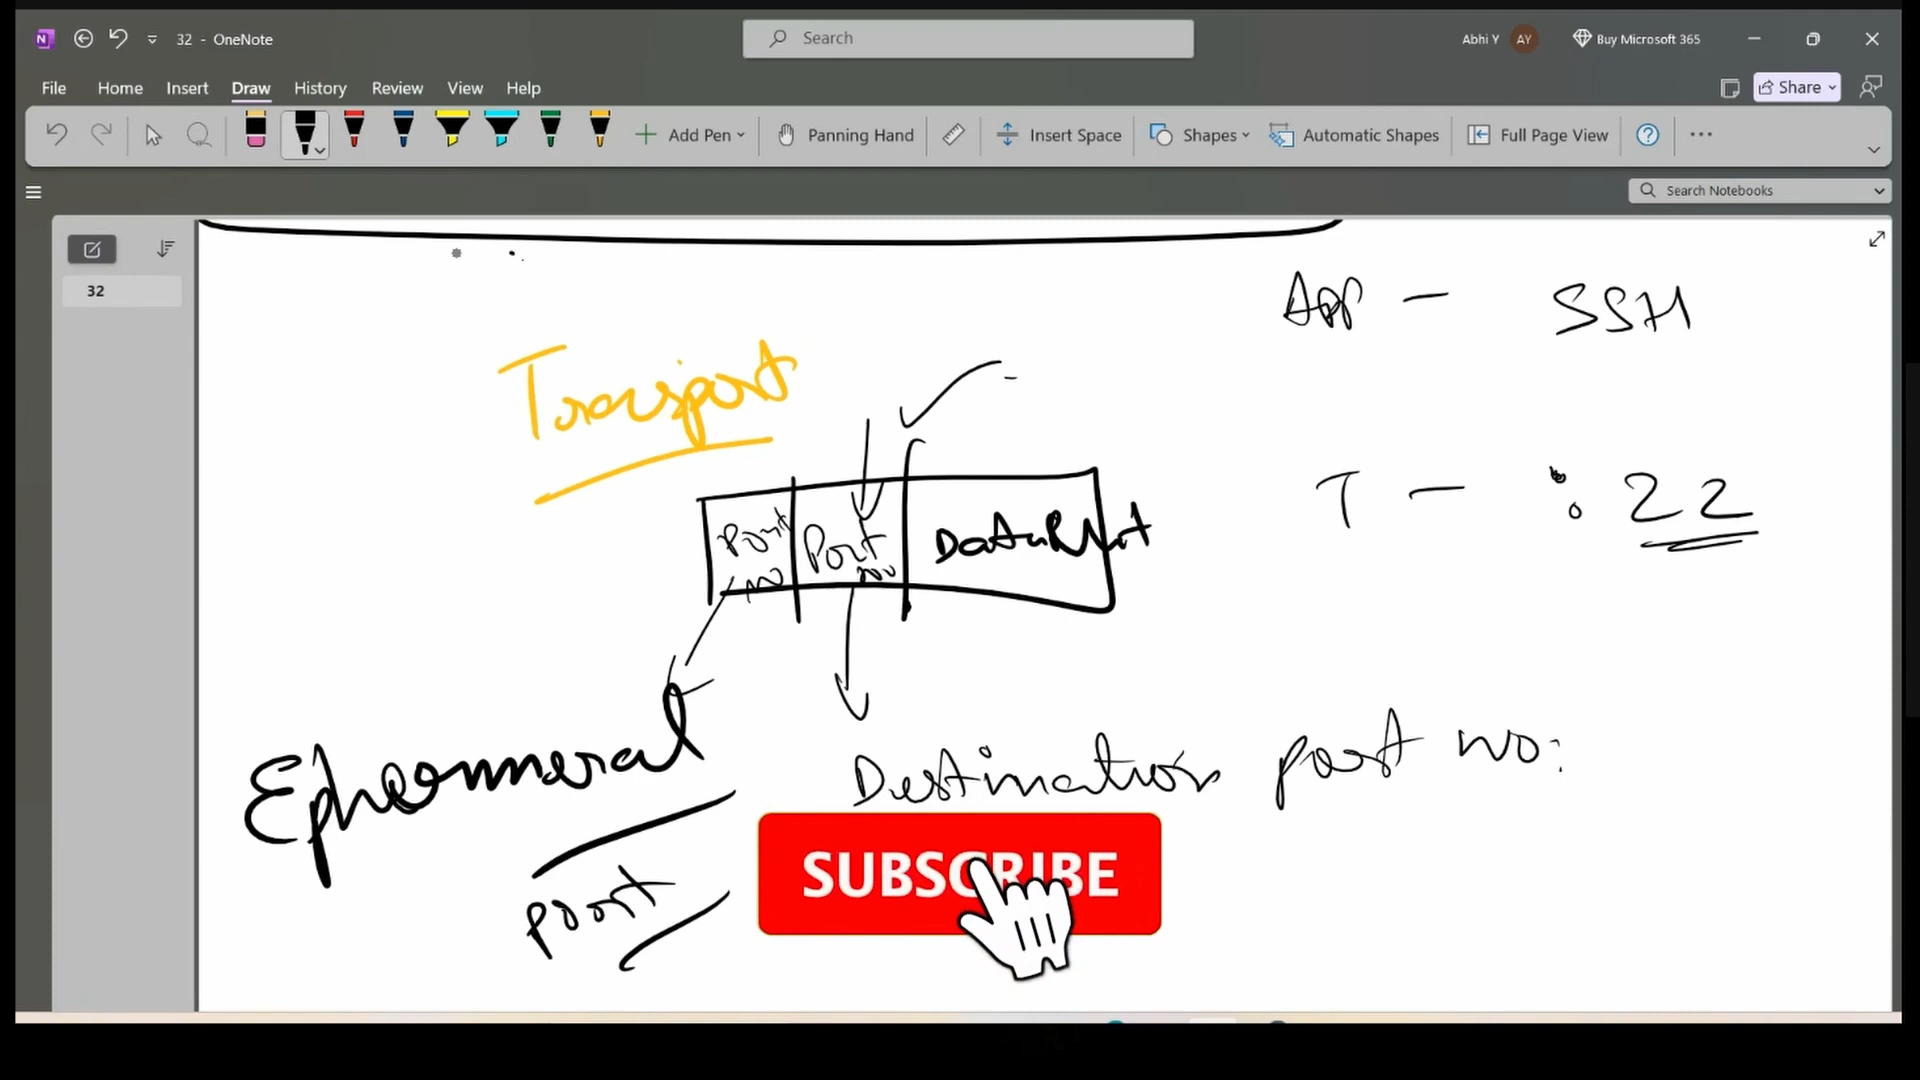 32 - OneNote
Search
Abhi Y AY
Buy Microsoft 365
File Home Insert Draw History Review View Help
Share
Add Pen
Panning Hand
Insert Space
Shapes
Automatic Shapes
Full Page View
Search Notebooks
32
App - SSH
Transport
T - : 22
Port no
Port no
Ephermeral
port
Destination port no:
SUBSCRIBE